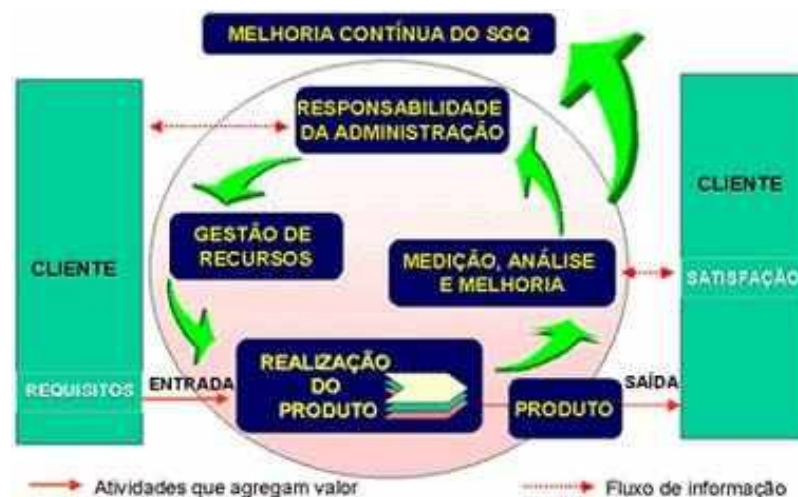 MELHORIA CONTÍNUA DO SGQ
RESPONSABILIDADE
DA ADMINISTRAÇÃO
CLIENTE
GESTÃO DE
RECURSOS
MEDIÇÃO, ANÁLISE
E MELHORIA
CLIENTE
SATISFAÇÃO
REQUISITOS
ENTRADA
REALIZAÇÃO
DO
PRODUTO
PRODUTO
SAÍDA
Atividades que agregam valor
Fluxo de informação